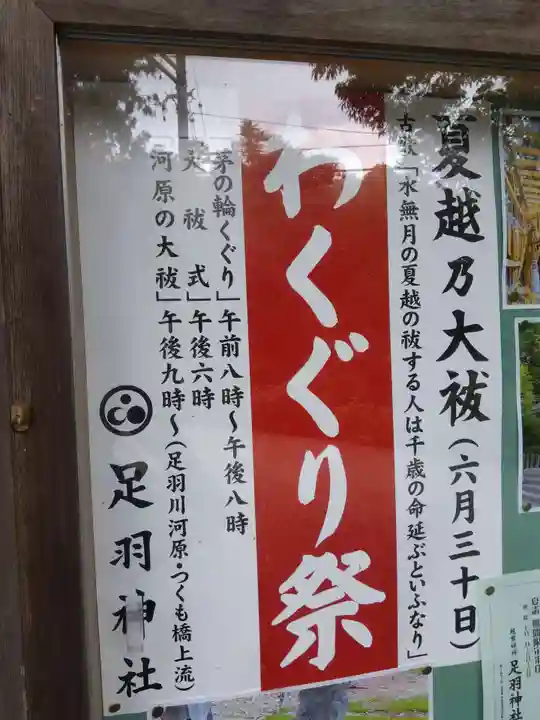 夏越乃大祓(六月三十日)
古歌「水無月の夏越の祓する人は千歳の命延ぶといふなり」
わくぐり祭
茅の輪くぐり」午前八時~午後八時
大祓式」午後六時
河原の大祓」午後九時~(足羽川河原・つくも橋上流)
足羽神社
足羽神社